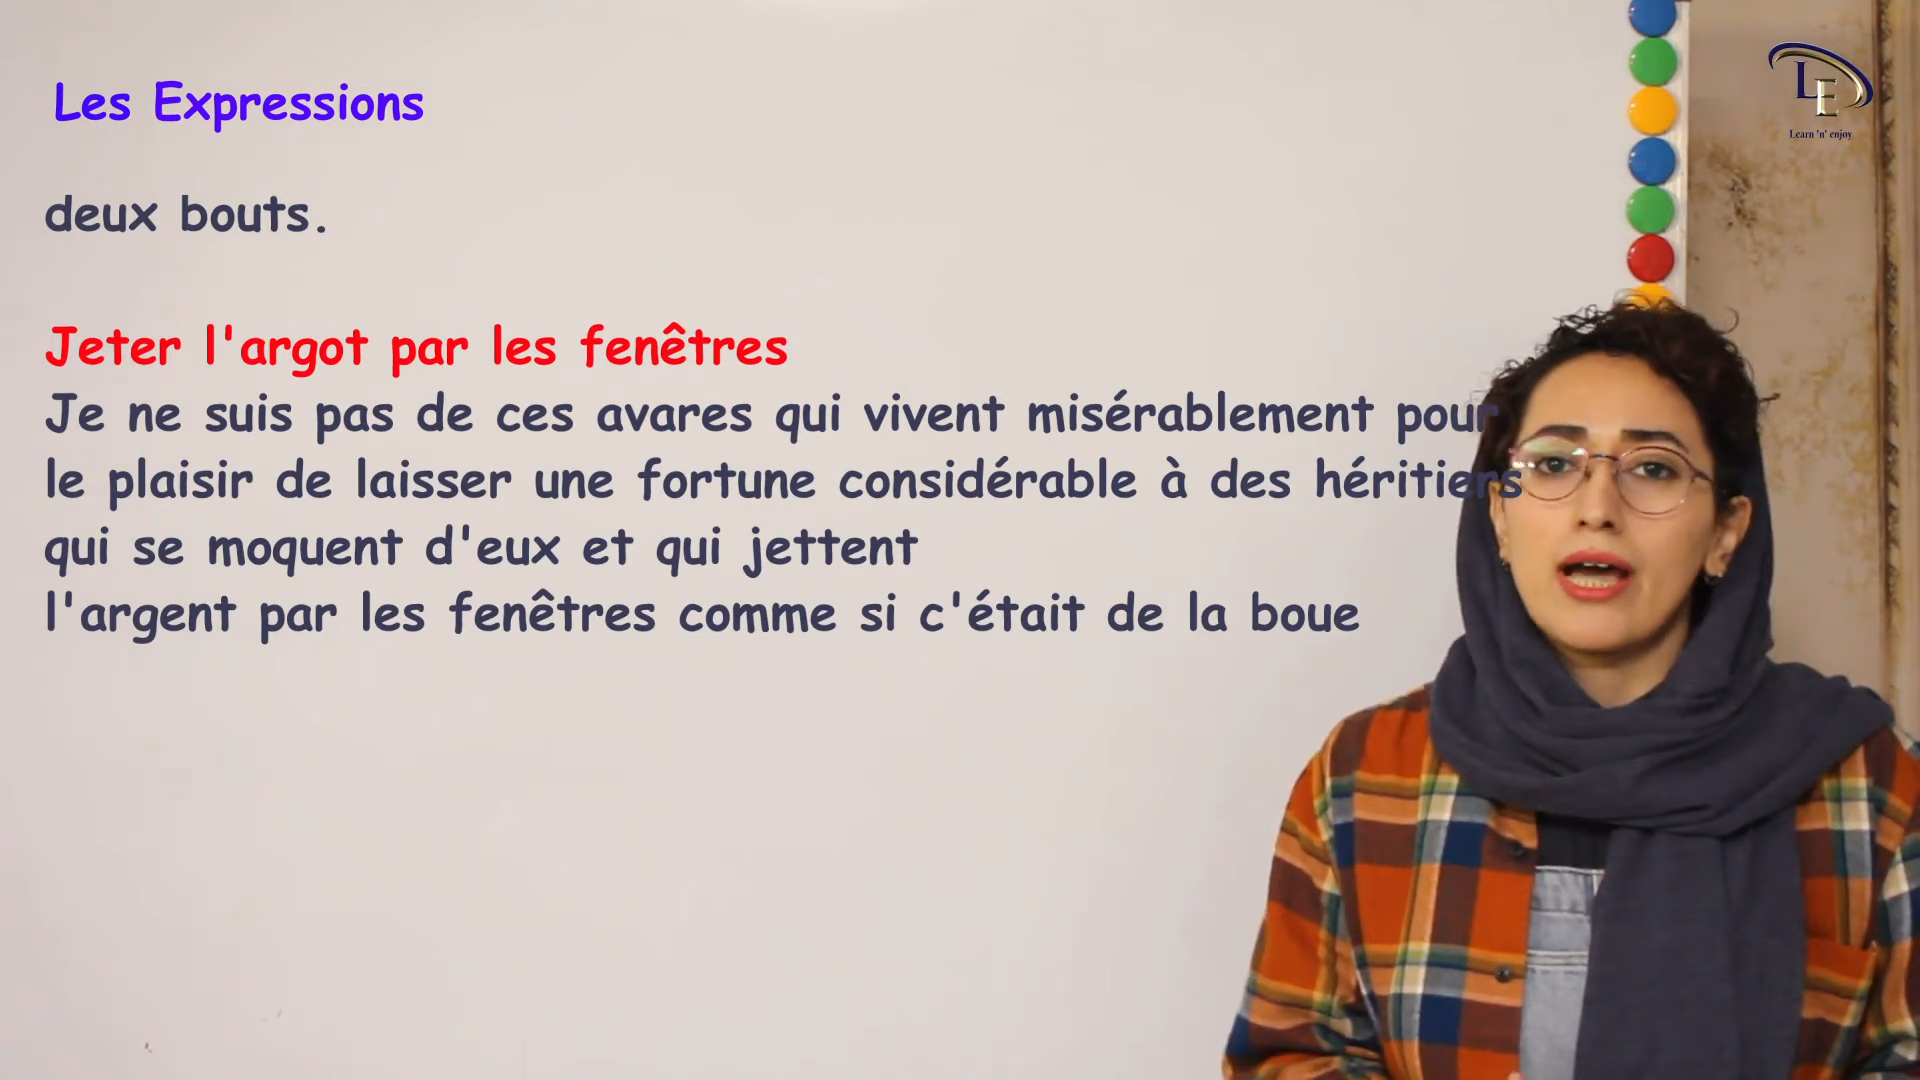 Les Expressions
deux bouts.
Jeter l'argot par les fenêtres
Je ne suis pas de ces avares qui vivent misérablement pour
le plaisir de laisser une fortune considérable à des héritiers
qui se moquent d'eux et qui jettent
l'argent par les fenêtres comme si c'était de la boue
LE
Learn 'n' enjoy